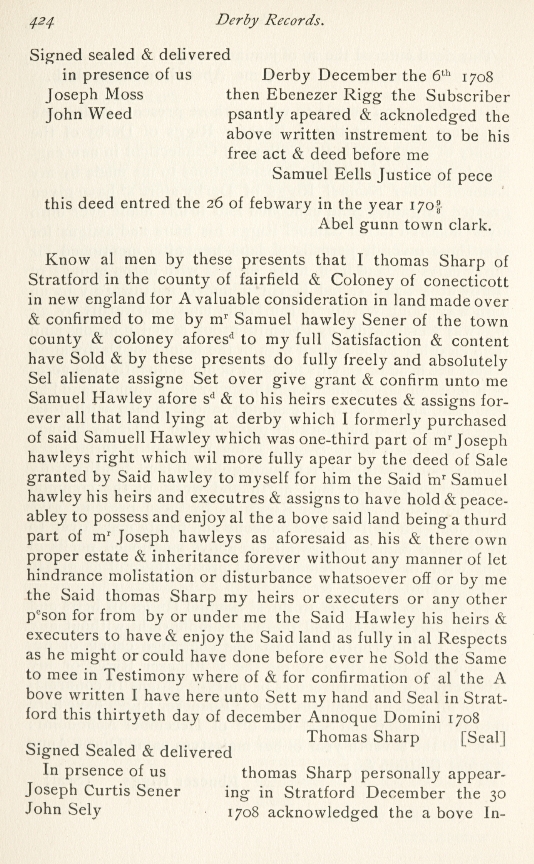 424 Derby Records.
Signed sealed & delivered
in presence of us Derby December the 6th 1708
Joseph Moss then Ebenezer Rigg the Subscriber
John Weed psantly apeared & acknoledged the
above written instrement to be his
free act & deed before me
Samuel Eells Justice of pece
this deed entred the 26 of febwary in the year 170 9/8
Abel gunn town clark.
Know al men by these presents that I thomas Sharp of
Stratford in the county of fairfield & Coloney of conecticott
in new england for A valuable consideration in land made over
& confirmed to me by mr Samuel hawley Sener of the town
county & coloney aforesd to my full Satisfaction & content
have Sold & by these presents do fully freely and absolutely
Sel alienate assigne Set over give grant & confirm unto me
Samuel Hawley afore sd & to his heirs executes & assigns for-
ever all that land lying at derby which I formerly purchased
of said Samuell Hawley which was one-third part of mr Joseph
hawleys right which wil more fully apear by the deed of Sale
granted by Said hawley to myself for him the Said mr Samuel
hawley his heirs and executres & assigns to have hold & peace-
abley to possess and enjoy al the a bove said land being a thurd
part of mr Joseph hawleys as aforesaid as his & there own
proper estate & inheritance forever without any manner of let
hindrance molistation or disturbance whatsoever off or by me
the Said thomas Sharp my heirs or executers or any other
peson for from by or under me the Said Hawley his heirs &
executers to have & enjoy the Said land as fully in al Respects
as he might or could have done before ever he Sold the Same
to mee in Testimony where of & for confirmation of al the A
bove written I have here unto Sett my hand and Seal in Strat-
ford this thirtyeth day of december Annoque Domini 1708
Thomas Sharp [Seal]
Signed Sealed & delivered
In prsence of us thomas Sharp personally appear-
Joseph Curtis Sener ing in Stratford December the 30
John Sely 1708 acknowledged the a bove In-